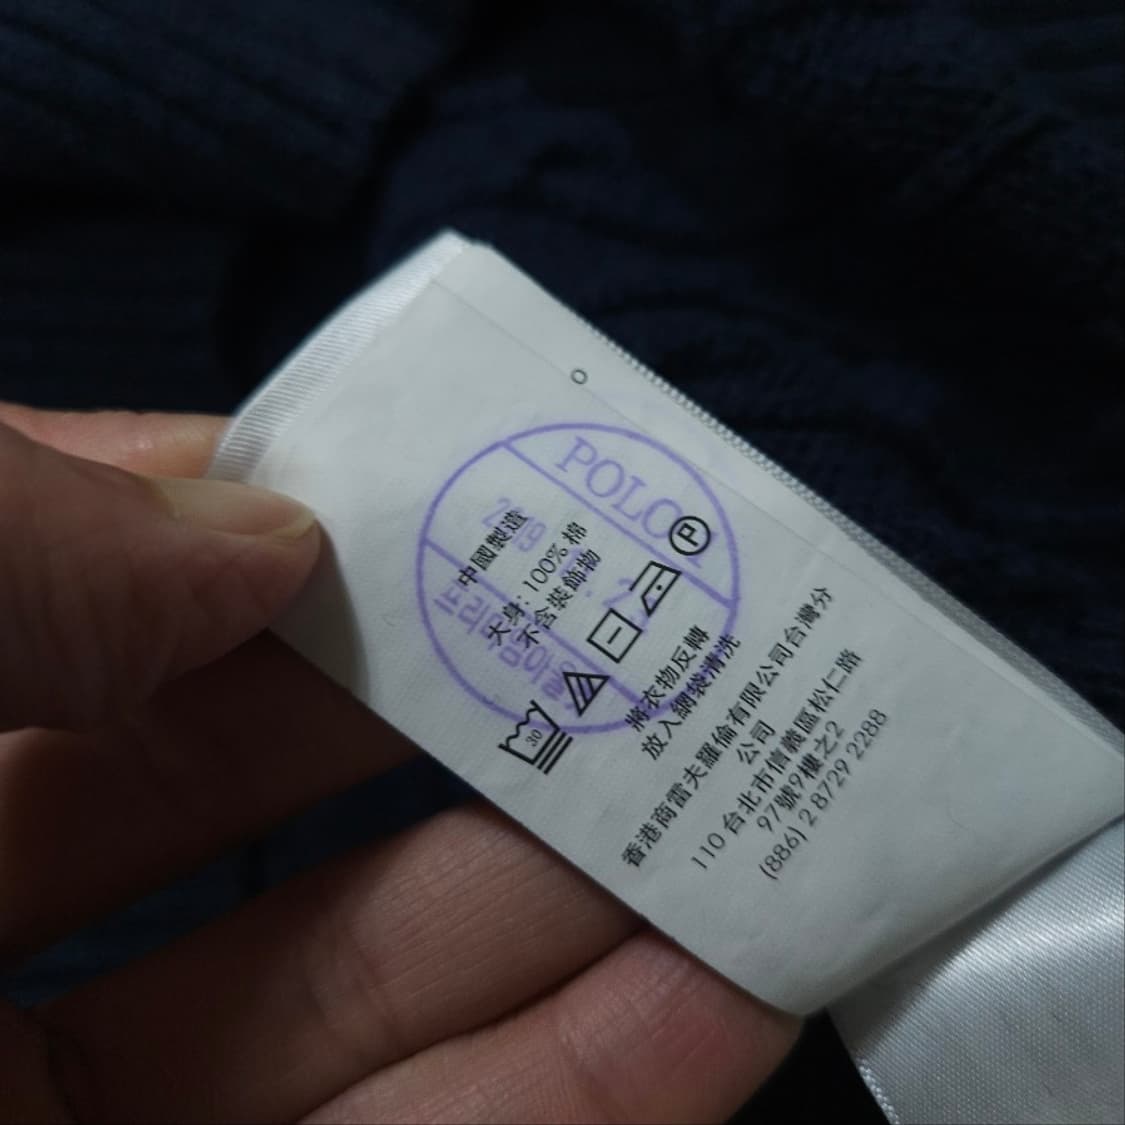 中國製造
大身: 100% 棉
不含裝飾物
30
P
將衣物反轉
放入網袋清洗
香港商雷夫羅倫有限公司台灣分
公司
110 台北市信義區松仁路
97號9樓之2
(886) 2 8729 2288
POLO